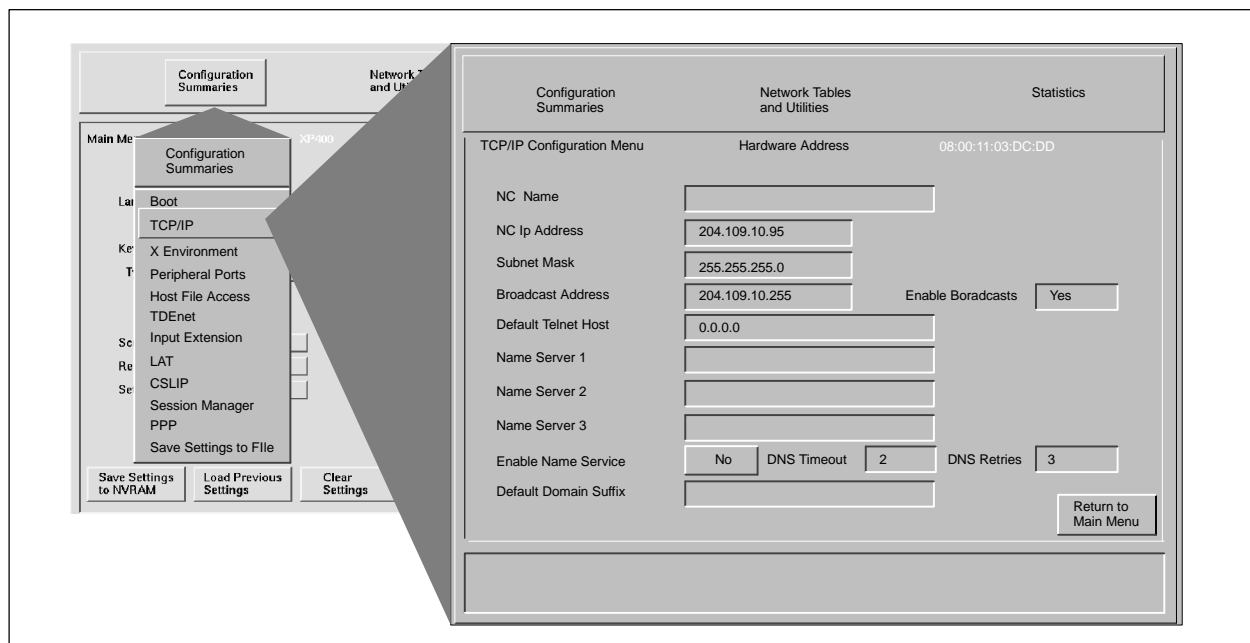 Configuration
Summaries
Network
and
Main Me
XP400
Configuration
Summaries
Boot
TCP/IP
X Environment
Peripheral Ports
Host File Access
TDEnet
Input Extension
LAT
CSLIP
Session Manager
PPP
Save Settings to FIle
Save Settings
to NVRAM
Load Previous
Settings
Clear
Settings
Configuration
Summaries
Network Tables
and Utilities
Statistics
TCP/IP Configuration Menu
Hardware Address
08:00:11:03:DC:DD
NC Name
NC Ip Address
204.109.10.95
Subnet Mask
255.255.255.0
Broadcast Address
204.109.10.255
Enable Boradcasts
Yes
Default Telnet Host
0.0.0.0
Name Server 1
Name Server 2
Name Server 3
Enable Name Service
No
DNS Timeout
2
DNS Retries
3
Default Domain Suffix
Return to
Main Menu